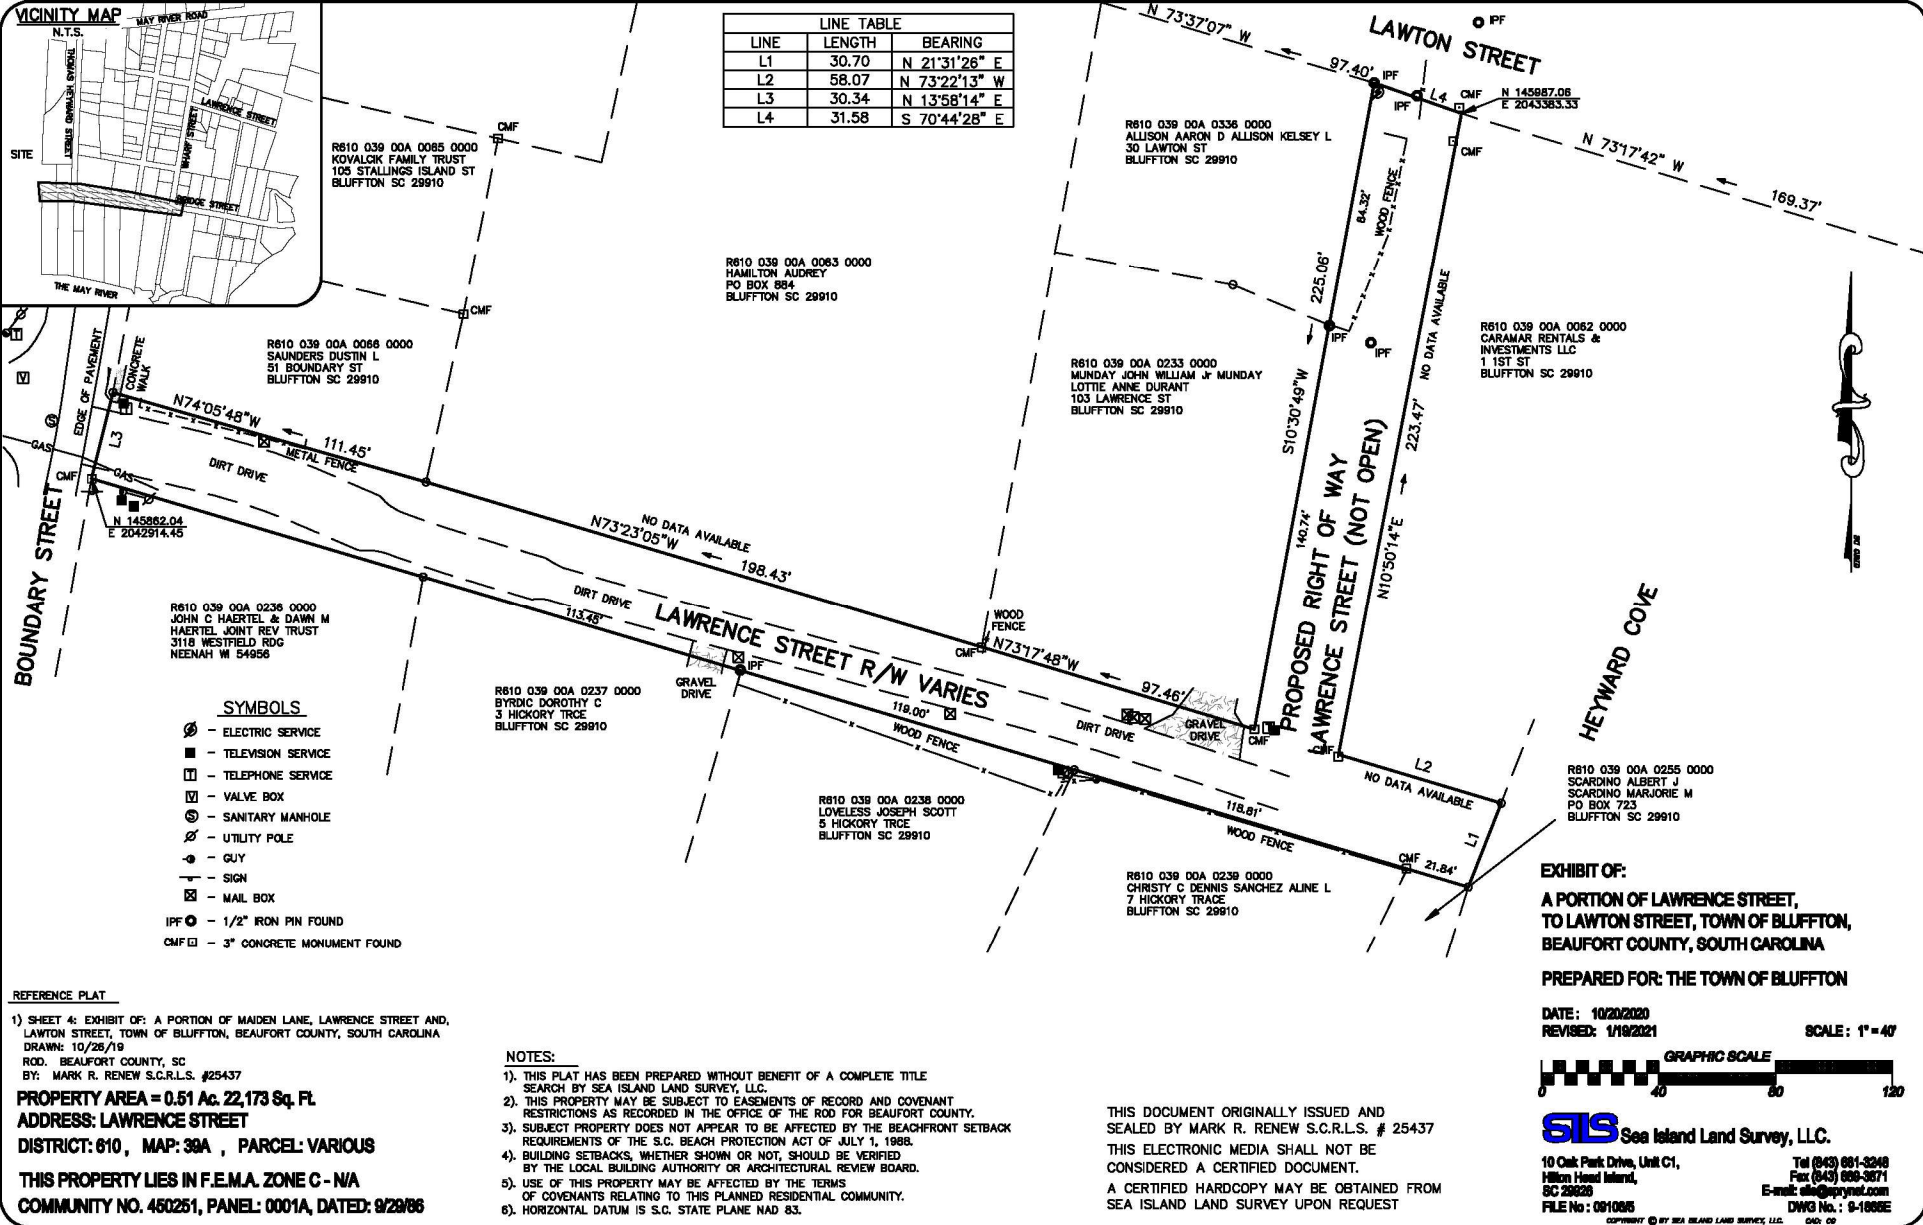 VICINITY MAP
N.T.S.
MAY RIVER ROAD
THOMAS HEYWARD STREET
LAWRENCE STREET
WHARF STREET
SITE
BRIDGE STREET
THE MAY RIVER
LINE TABLE
LINE LENGTH BEARING
L1 30.70 N 21°31'26" E
L2 58.07 N 73°22'13" W
L3 30.34 N 13°58'14" E
L4 31.58 S 70°44'28" E
N 73°37'07" W
97.40'
LAWTON STREET
IPF
IPF
IPF
L4
CMF
CMF
N 145987.06
E 2043383.33
N 73°17'42" W
169.37'
CMF
R610 039 00A 0065 0000
KOVALCIK FAMILY TRUST
105 STALLINGS ISLAND ST
BLUFFTON SC 29910
R610 039 00A 0336 0000
ALLISON AARON D ALLISON KELSEY L
30 LAWTON ST
BLUFFTON SC 29910
WOOD FENCE
84.32'
225.06'
R610 039 00A 0063 0000
HAMILTON AUDREY
PO BOX 884
BLUFFTON SC 29910
CMF
NO DATA AVAILABLE
R610 039 00A 0066 0000
SAUNDERS DUSTIN L
51 BOUNDARY ST
BLUFFTON SC 29910
IPF
IPF
R610 039 00A 0062 0000
CARAMAR RENTALS &
INVESTMENTS LLC
1 1ST ST
BLUFFTON SC 29910
R610 039 00A 0233 0000
MUNDAY JOHN WILLIAM Jr MUNDAY
LOTTIE ANNE DURANT
103 LAWRENCE ST
BLUFFTON SC 29910
EDGE OF PAVEMENT
CONCRETE
WALK
N74°05'48"W
111.45'
METAL FENCE
DIRT DRIVE
L3
GAS
GAS
CMF
N 145862.04
E 2042914.45
BOUNDARY STREET
S10°30'49"W
223.47'
N10°50'14"E
140.74'
PROPOSED RIGHT OF WAY
LAWRENCE STREET (NOT OPEN)
NO DATA AVAILABLE
N73°23'05"W
198.43'
DIRT DRIVE
113.45'
LAWRENCE STREET R/W VARIES
WOOD
FENCE
CMF
N73°17'48"W
97.46'
R610 039 00A 0236 0000
JOHN C HAERTEL & DAWN M
HAERTEL JOINT REV TRUST
3118 WESTFIELD RDG
NEENAH WI 54956
HEYWARD COVE
IPF
GRAVEL
DRIVE
R610 039 00A 0237 0000
BYRDIC DOROTHY C
3 HICKORY TRCE
BLUFFTON SC 29910
119.00'
WOOD FENCE
DIRT DRIVE
GRAVEL
DRIVE
CMF
CMF
L2
NO DATA AVAILABLE
L1
SYMBOLS
- ELECTRIC SERVICE
- TELEVISION SERVICE
T - TELEPHONE SERVICE
V - VALVE BOX
S - SANITARY MANHOLE
- UTILITY POLE
- GUY
- SIGN
- MAIL BOX
IPF - 1/2" IRON PIN FOUND
CMF - 3" CONCRETE MONUMENT FOUND
R610 039 00A 0238 0000
LOVELESS JOSEPH SCOTT
5 HICKORY TRCE
BLUFFTON SC 29910
118.81'
WOOD FENCE
CMF 21.84'
R610 039 00A 0255 0000
SCARDINO ALBERT J
SCARDINO MARJORIE M
PO BOX 723
BLUFFTON SC 29910
R610 039 00A 0239 0000
CHRISTY C DENNIS SANCHEZ ALINE L
7 HICKORY TRACE
BLUFFTON SC 29910
EXHIBIT OF:
A PORTION OF LAWRENCE STREET,
TO LAWTON STREET, TOWN OF BLUFFTON,
BEAUFORT COUNTY, SOUTH CAROLINA
PREPARED FOR: THE TOWN OF BLUFFTON
DATE: 10/20/2020
REVISED: 1/19/2021 SCALE: 1" = 40'
GRAPHIC SCALE
0 40 80 120
REFERENCE PLAT
1) SHEET 4: EXHIBIT OF: A PORTION OF MAIDEN LANE, LAWRENCE STREET AND,
LAWTON STREET, TOWN OF BLUFFTON, BEAUFORT COUNTY, SOUTH CAROLINA
DRAWN: 10/26/19
ROD. BEAUFORT COUNTY, SC
BY: MARK R. RENEW S.C.R.L.S. #25437
PROPERTY AREA = 0.51 Ac. 22,173 Sq. Ft.
ADDRESS: LAWRENCE STREET
DISTRICT: 610, MAP: 39A , PARCEL: VARIOUS
THIS PROPERTY LIES IN F.E.M.A. ZONE C - N/A
COMMUNITY NO. 450251, PANEL: 0001A, DATED: 9/29/86
NOTES:
1). THIS PLAT HAS BEEN PREPARED WITHOUT BENEFIT OF A COMPLETE TITLE
SEARCH BY SEA ISLAND LAND SURVEY, LLC.
2). THIS PROPERTY MAY BE SUBJECT TO EASEMENTS OF RECORD AND COVENANT
RESTRICTIONS AS RECORDED IN THE OFFICE OF THE ROD FOR BEAUFORT COUNTY.
3). SUBJECT PROPERTY DOES NOT APPEAR TO BE AFFECTED BY THE BEACHFRONT SETBACK
REQUIREMENTS OF THE S.C. BEACH PROTECTION ACT OF JULY 1, 1988.
4). BUILDING SETBACKS, WHETHER SHOWN OR NOT, SHOULD BE VERIFIED
BY THE LOCAL BUILDING AUTHORITY OR ARCHITECTURAL REVIEW BOARD.
5). USE OF THIS PROPERTY MAY BE AFFECTED BY THE TERMS
OF COVENANTS RELATING TO THIS PLANNED RESIDENTIAL COMMUNITY.
6). HORIZONTAL DATUM IS S.C. STATE PLANE NAD 83.
THIS DOCUMENT ORIGINALLY ISSUED AND
SEALED BY MARK R. RENEW S.C.R.L.S. # 25437
THIS ELECTRONIC MEDIA SHALL NOT BE
CONSIDERED A CERTIFIED DOCUMENT.
A CERTIFIED HARDCOPY MAY BE OBTAINED FROM
SEA ISLAND LAND SURVEY UPON REQUEST
SILS Sea Island Land Survey, LLC.
10 Oak Park Drive, Unit C1, Tel (843) 681-3248
Hilton Head Island, Fax (843) 689-3871
SC 29926 E-mail: sils@sprynet.com
FILE No : DWG No. : 9-1865E
COPYRIGHT © BY SEA ISLAND LAND SURVEY, LLC.